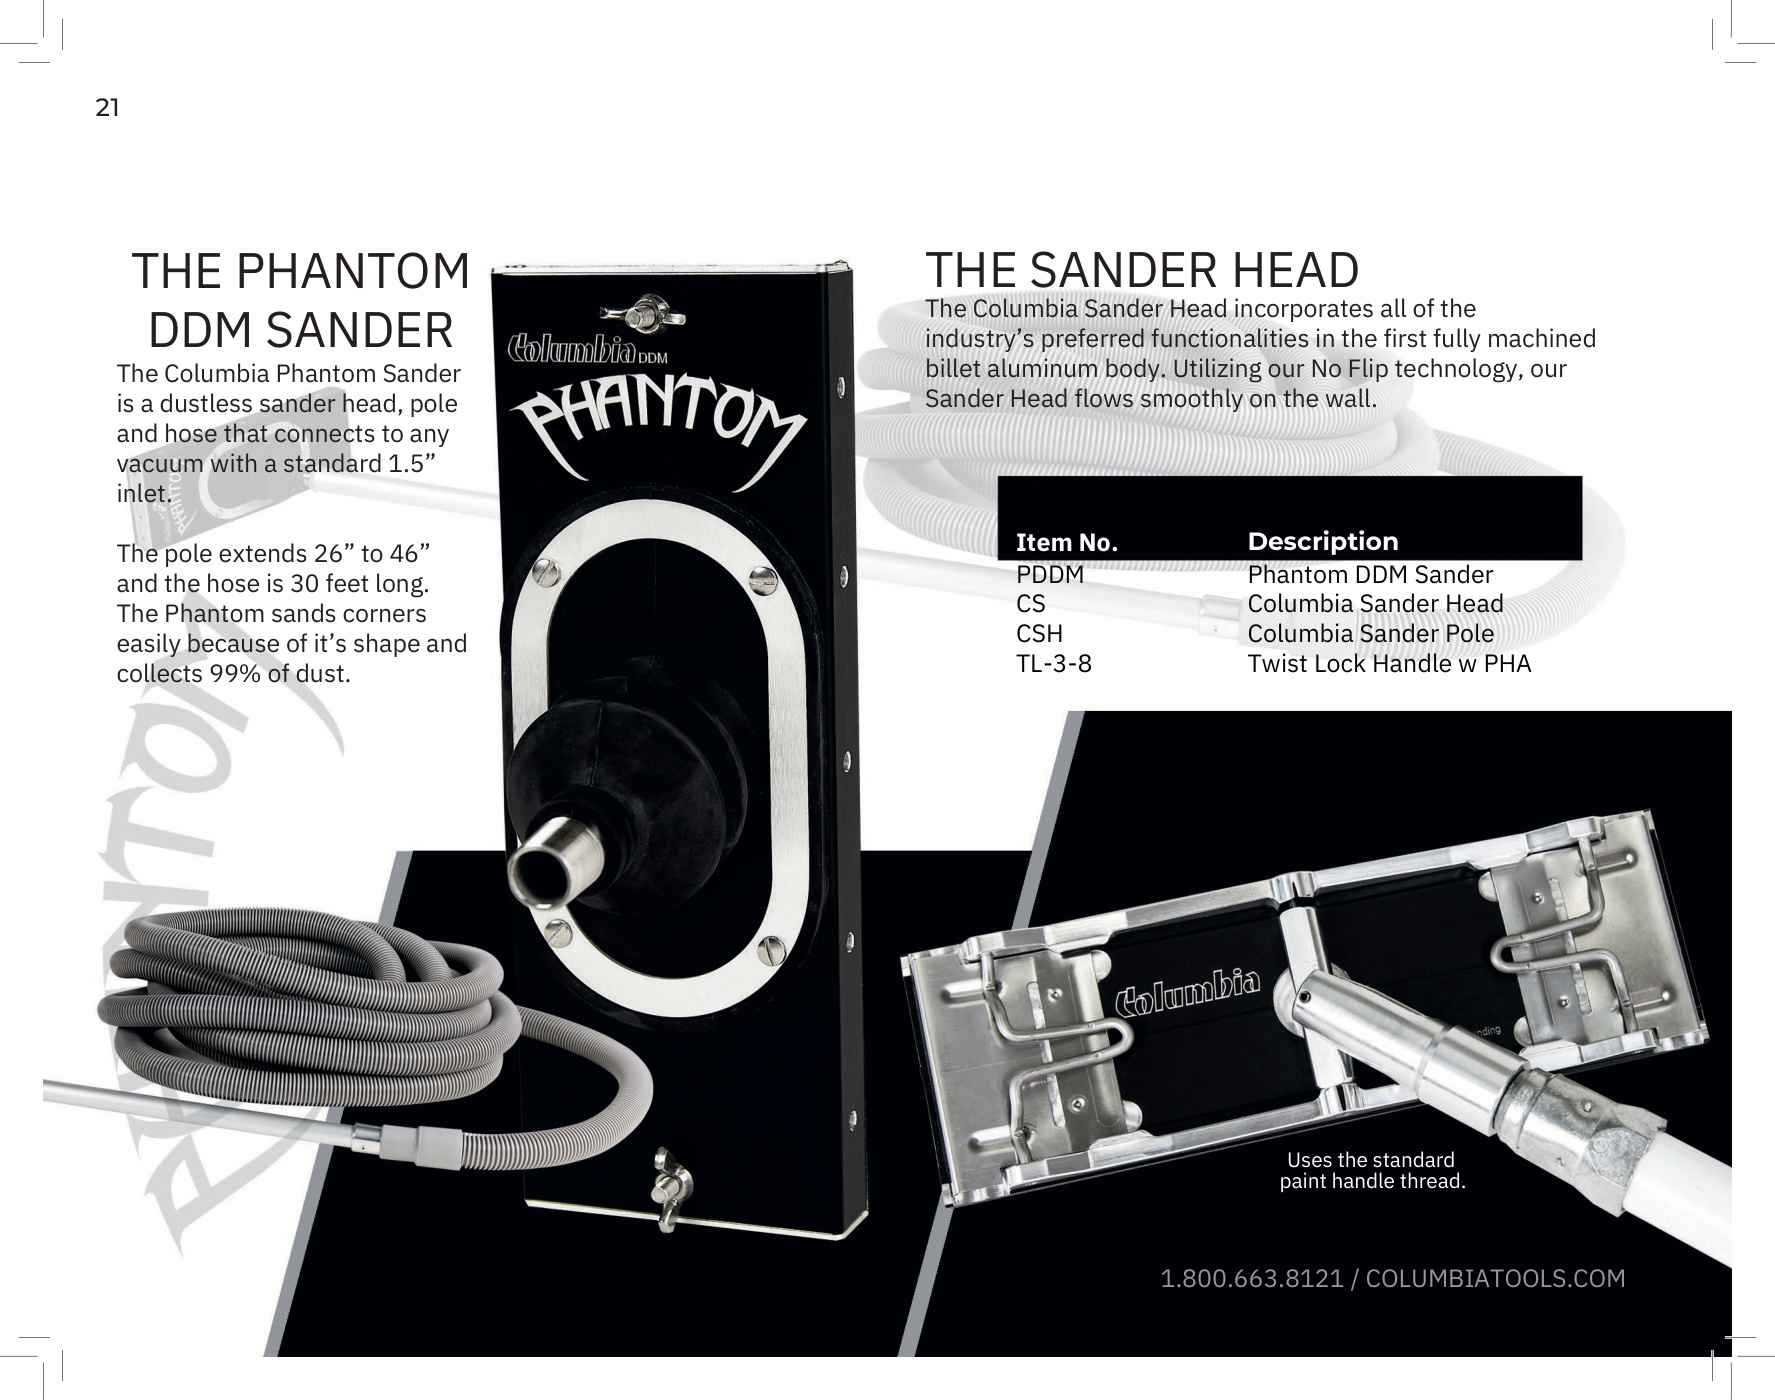 21
THE PHANTOM
DDM SANDER
The Columbia Phantom Sander
is a dustless sander head, pole
and hose that connects to any
vacuum with a standard 1.5”
inlet.
The pole extends 26” to 46”
and the hose is 30 feet long.
The Phantom sands corners
easily because of it’s shape and
collects 99% of dust.
PHANTOM
PHANTOM
Columbia DDM
PHANTOM
THE SANDER HEAD
The Columbia Sander Head incorporates all of the
industry’s preferred functionalities in the first fully machined
billet aluminum body. Utilizing our No Flip technology, our
Sander Head flows smoothly on the wall.
Item No. Description
PDDM Phantom DDM Sander
CS Columbia Sander Head
CSH Columbia Sander Pole
TL-3-8 Twist Lock Handle w PHA
Columbia
Uses the standard
paint handle thread.
1.800.663.8121 / COLUMBIATOOLS.COM